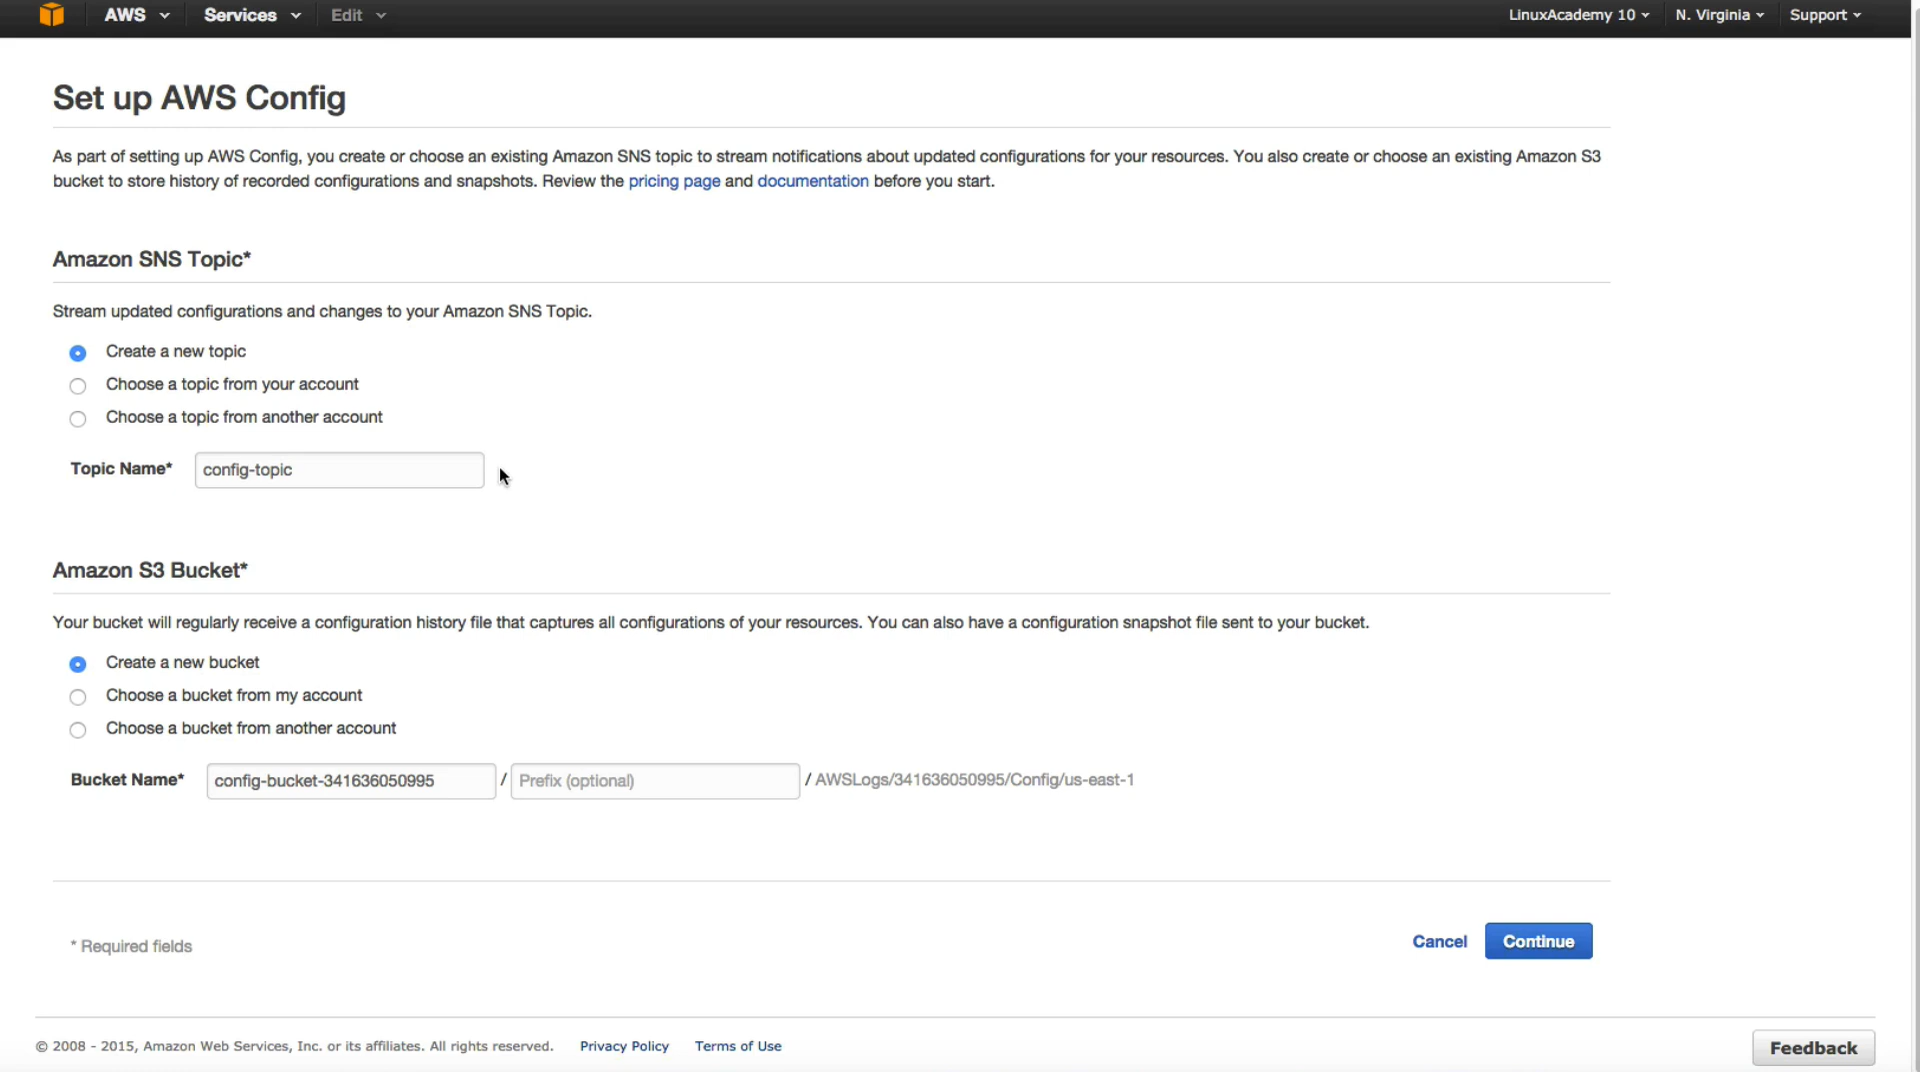 AWS Services Edit LinuxAcademy 10 N. Virginia Support
Set up AWS Config
As part of setting up AWS Config, you create or choose an existing Amazon SNS topic to stream notifications about updated configurations for your resources. You also create or choose an existing Amazon S3
bucket to store history of recorded configurations and snapshots. Review the pricing page and documentation before you start.
Amazon SNS Topic*
Stream updated configurations and changes to your Amazon SNS Topic.
Create a new topic
Choose a topic from your account
Choose a topic from another account
Topic Name* config-topic
Amazon S3 Bucket*
Your bucket will regularly receive a configuration history file that captures all configurations of your resources. You can also have a configuration snapshot file sent to your bucket.
Create a new bucket
Choose a bucket from my account
Choose a bucket from another account
Bucket Name* config-bucket-341636050995 / Prefix (optional) / AWSLogs/341636050995/Config/us-east-1
* Required fields Cancel Continue
© 2008 - 2015, Amazon Web Services, Inc. or its affiliates. All rights reserved. Privacy Policy Terms of Use Feedback